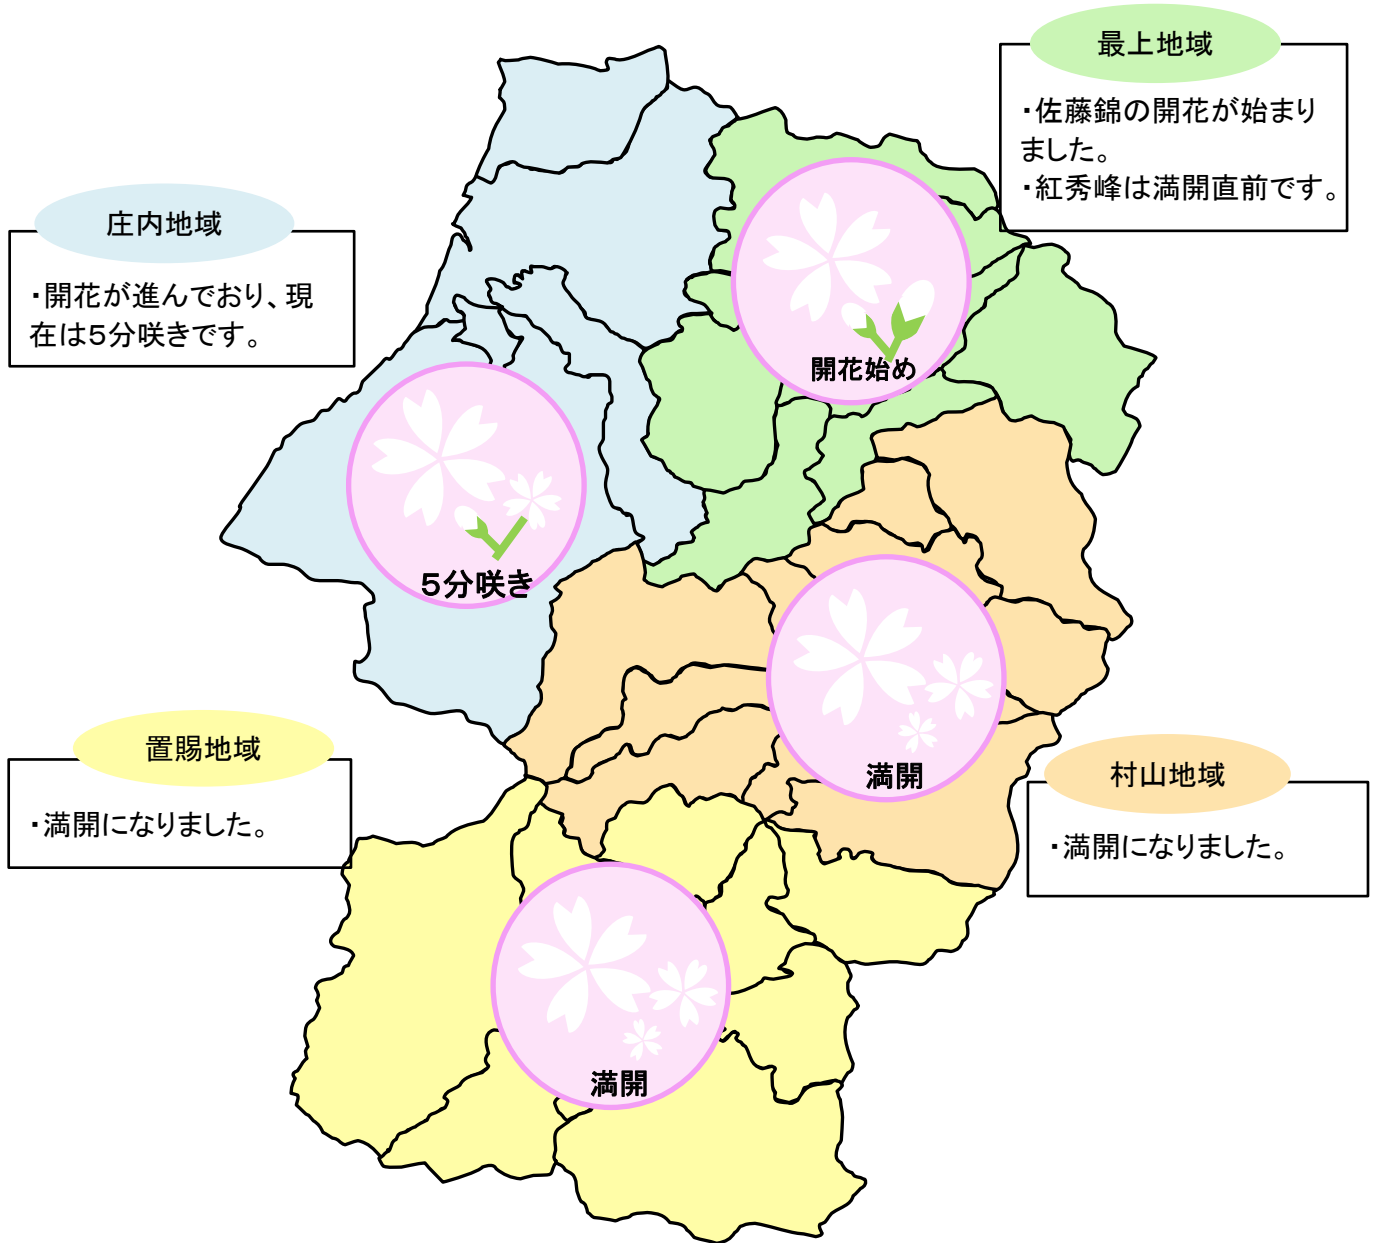 最上地域
・佐藤錦の開花が始まり
ました。
・紅秀峰は満開直前です。
庄内地域
・開花が進んでおり、現
在は５分咲きです。
開花始め
５分咲き
満開
置賜地域
・満開になりました。
村山地域
・満開になりました。
満開